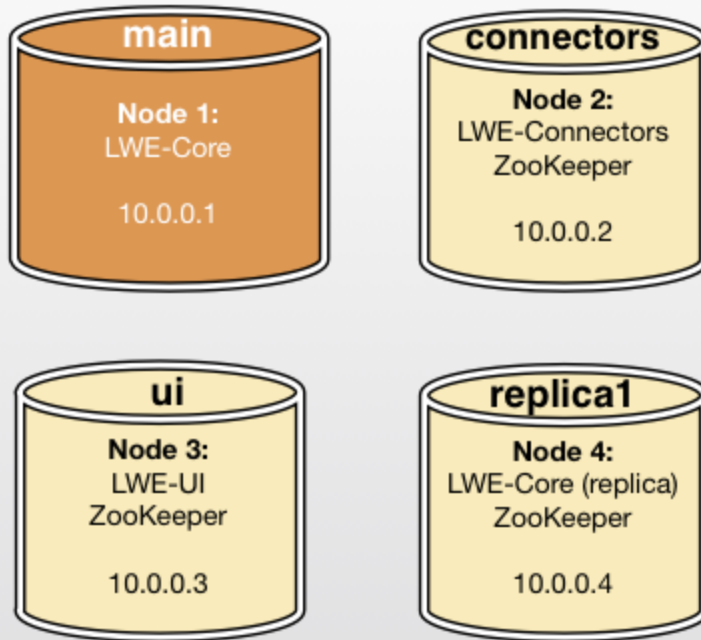 main
Node 1:
LWE-Core
10.0.0.1
connectors
Node 2:
LWE-Connectors
ZooKeeper
10.0.0.2
ui
Node 3:
LWE-UI
ZooKeeper
10.0.0.3
replica1
Node 4:
LWE-Core (replica)
ZooKeeper
10.0.0.4